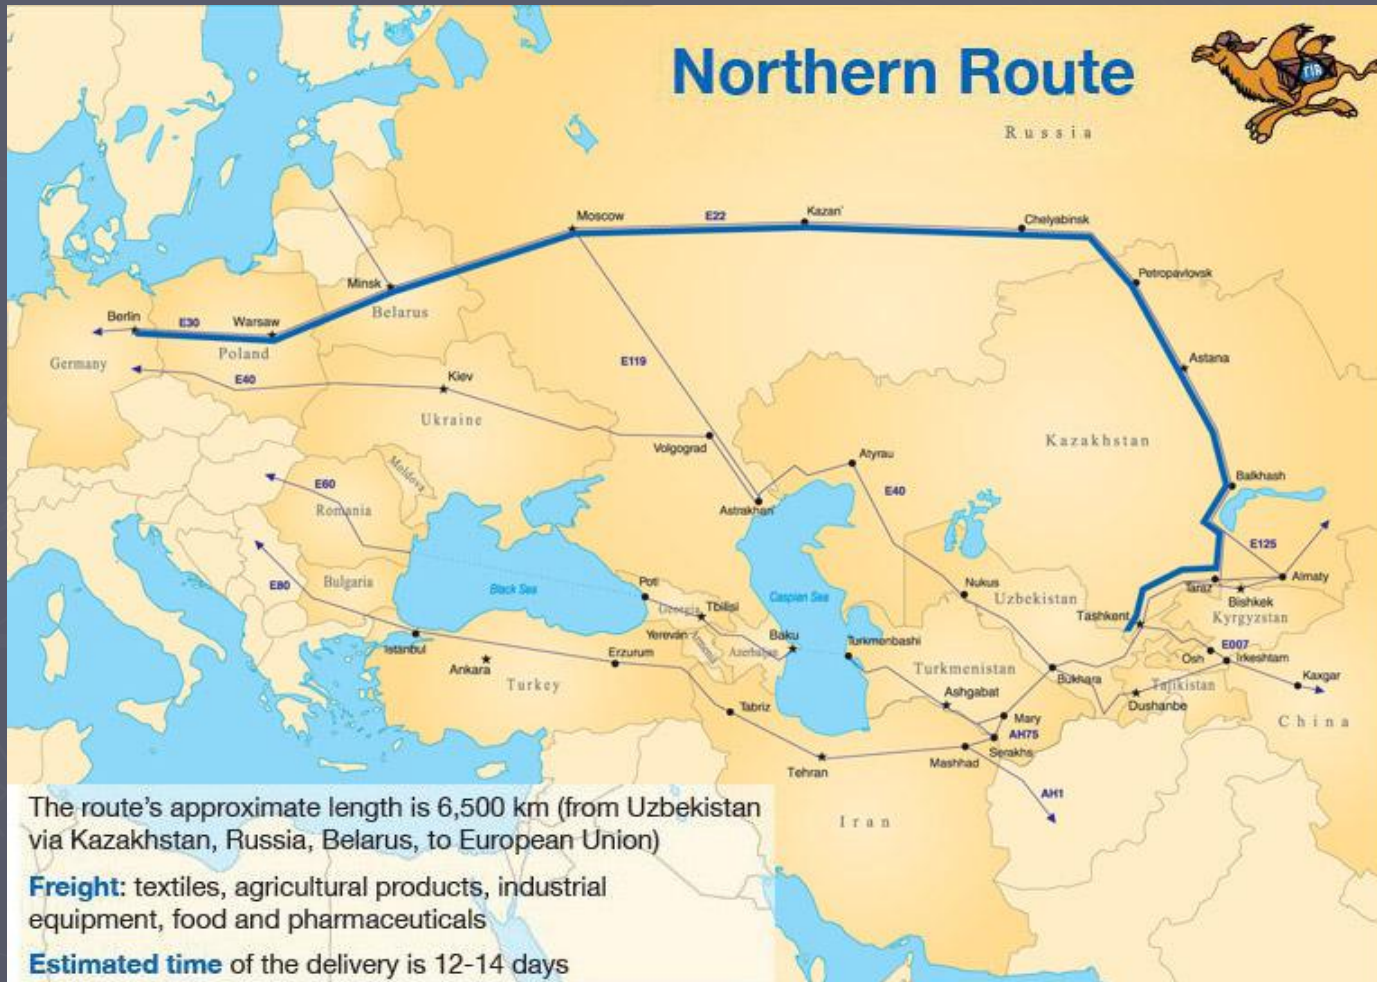 Northern Route
TIR
Russia
Moscow
E22
Kazan'
Chelyabinsk
Petropavlovsk
Minsk
Belarus
Berlin
E30
Warsaw
Poland
Germany
E40
Kiev
Ukraine
E119
Astana
Kazakhstan
Volgograd
Atyrau
Moldova
E60
Romania
E40
Balkhash
Astrakhan'
E125
Bulgaria
E80
Black Sea
Poti
Georgia
Tbilisi
Caspian Sea
Nukus
Uzbekistan
Tashkent
Taraz
Almaty
Bishkek
Kyrgyzstan
Istanbul
Yerevan
Armenia
Azerbaijan
Baku
Turkmenbashi
E007
Osh
Irkeshtam
Ankara
Erzurum
Turkey
Turkmenistan
Bukhara
Tajikistan
Kaxgar
Ashgabat
Dushanbe
China
Tabriz
Mary
AH75
Serakhs
Tehran
Mashhad
AH1
Iran
The route's approximate length is 6,500 km (from Uzbekistan
via Kazakhstan, Russia, Belarus, to European Union)
Freight: textiles, agricultural products, industrial
equipment, food and pharmaceuticals
Estimated time of the delivery is 12-14 days